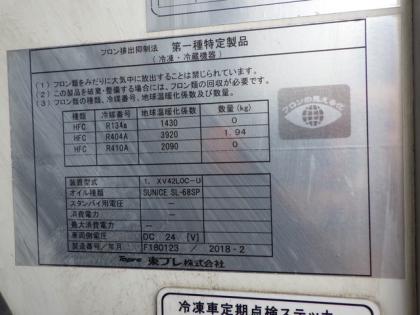 フロン排出抑制法 第一種特定製品
(冷凍・冷蔵機器)
(1) フロン類をみだりに大気中に放出することは禁じられています。
(2) この製品を廃棄・整備する場合には、フロン類の回収が必要です。
(3) フロン類の種類、冷媒番号、地球温暖化係数及び数量。
種類 冷媒番号 地球温暖化係数 数量(kg)
HFC R134a 1430 0
HFC R404A 3920 1.94
HFC R410A 2090 0
フロンの見える化
装置型式 1. XV42LOC-U
オイル種類 SUNICE SL-68SP
スタンバイ用電圧 —
消費電力 —
最大消費電力 —
車両側電圧 DC 24 (V)
製造番号/年月 F180123 / 2018-2
Topre 東プレ株式会社
冷凍車定期点検ステッカ